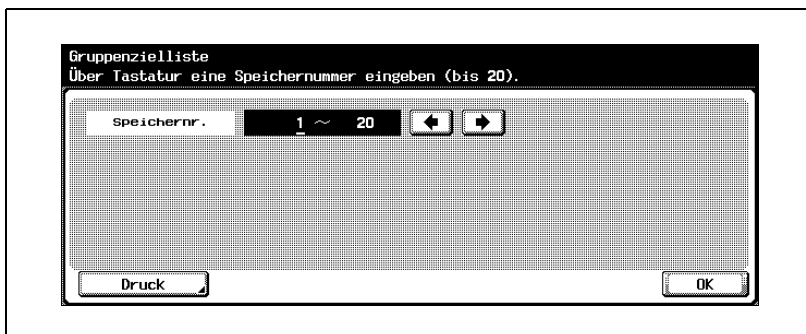 Gruppenzielliste
Über Tastatur eine Speichernummer eingeben (bis 20).
Speichernr. 1 ~ 20
Druck OK